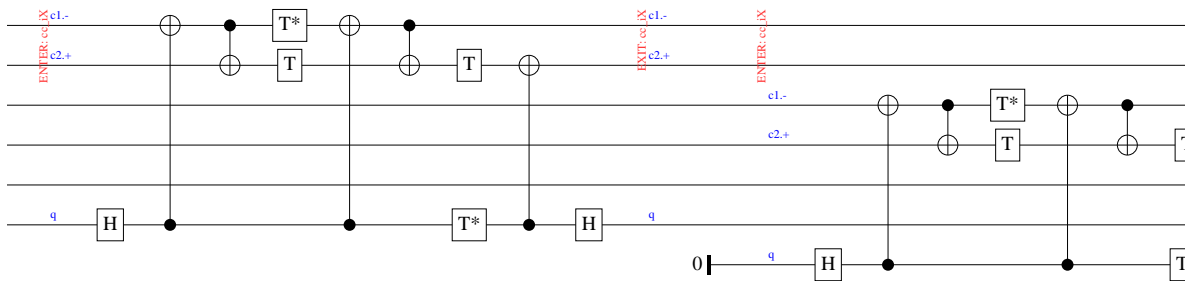 ENTER: cc_iX
c1.-
c2.+
T*
T
T
EXIT: cc_iX
c1.-
c2.+
ENTER: cc_iX
c1.-
T*
c2.+
T
q
H
T*
H
q
0
q
H